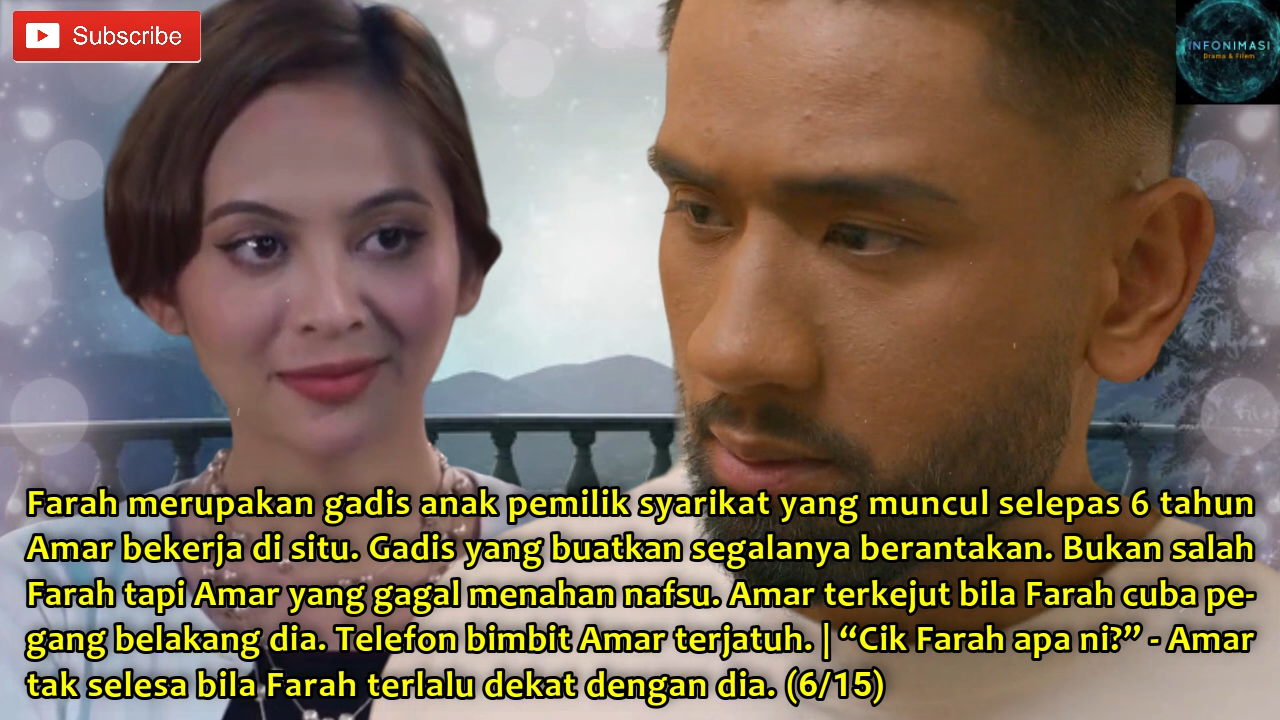 Subscribe
INFONIMASI
Drama & Filem
Farah merupakan gadis anak pemilik syarikat yang muncul selepas 6 tahun
Amar bekerja di situ. Gadis yang buatkan segalanya berantakan. Bukan salah
Farah tapi Amar yang gagal menahan nafsu. Amar terkejut bila Farah cuba pe-
gang belakang dia. Telefon bimbit Amar terjatuh. | “Cik Farah apa ni?” - Amar
tak selesa bila Farah terlalu dekat dengan dia. (6/15)